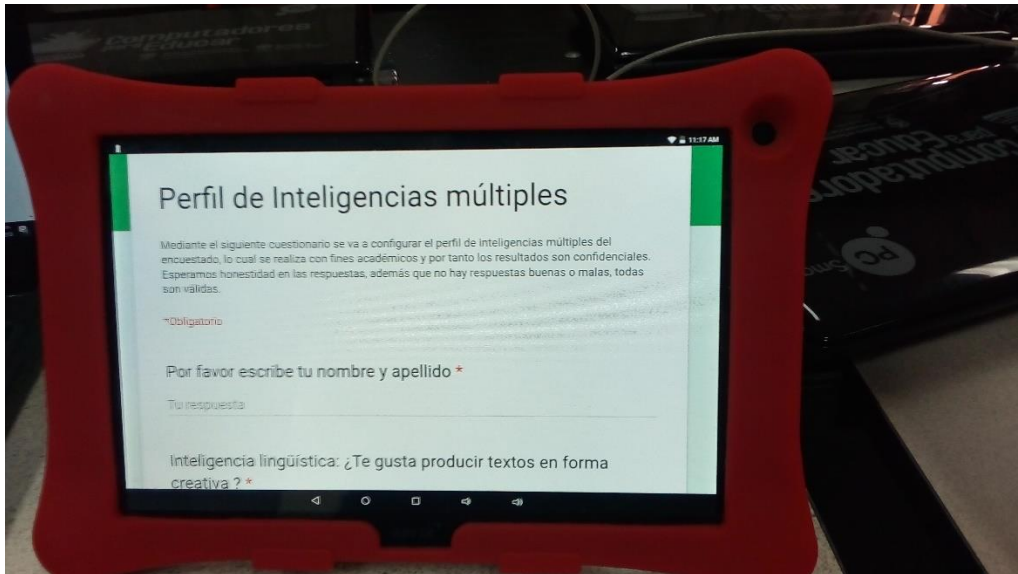 Computadores
para Educar
11:17 AM
Perfil de Inteligencias múltiples
Mediante el siguiente cuestionario se va a configurar el perfil de inteligencias múltiples del
encuestado, lo cual se realiza con fines académicos y por tanto los resultados son confidenciales.
Esperamos honestidad en las respuestas, además que no hay respuestas buenas o malas, todas
son válidas.
*Obligatorio
Por favor escribe tu nombre y apellido *
Tu respuesta
Inteligencia lingüística: ¿Te gusta producir textos en forma
creativa ? *
Computadores
para
Educar
PC